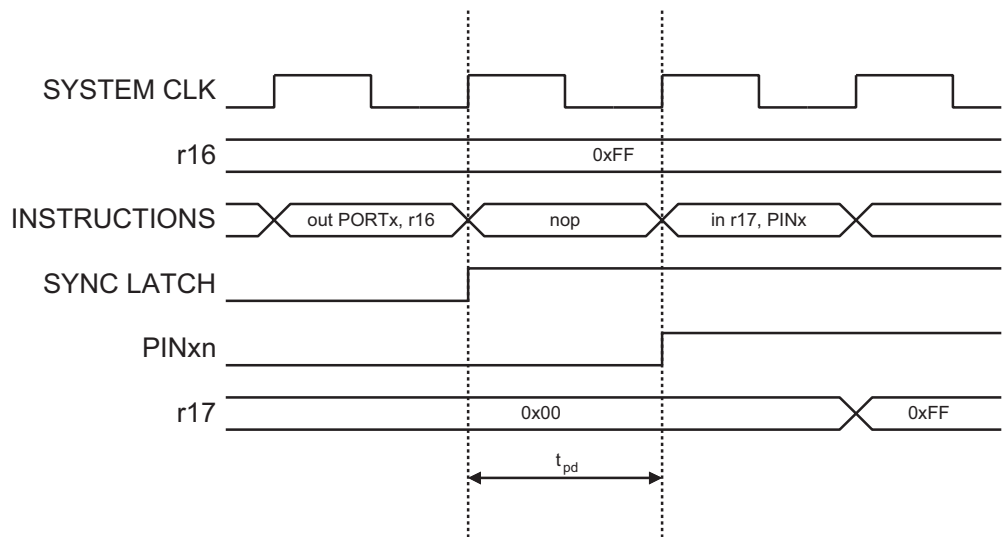 SYSTEM CLK
r16
0xFF
INSTRUCTIONS
out PORTx, r16
nop
in r17, PINx
SYNC LATCH
PINxn
r17
0x00
0xFF
tpd